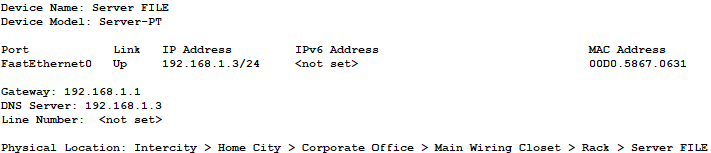 Device Name: Server FILE
Device Model: Server-PT
Port Link IP Address IPv6 Address MAC Address
FastEthernet0 Up 192.168.1.3/24 <not set> 00D0.5867.0631
Gateway: 192.168.1.1
DNS Server: 192.168.1.3
Line Number: <not set>
Physical Location: Intercity > Home City > Corporate Office > Main Wiring Closet > Rack > Server FILE